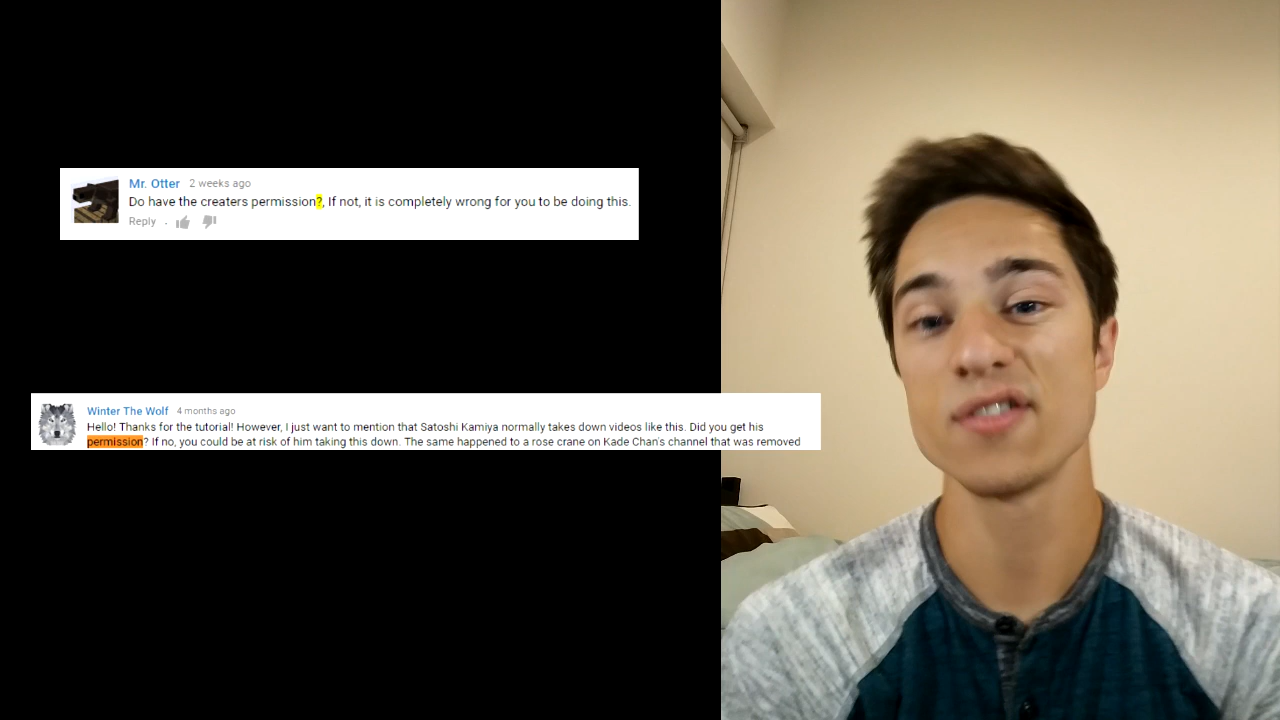 Mr. Otter 2 weeks ago
Do have the creaters permission?, If not, it is completely wrong for you to be doing this.
Reply .
Winter The Wolf 4 months ago
Hello! Thanks for the tutorial! However, I just want to mention that Satoshi Kamiya normally takes down videos like this. Did you get his
permission? If no, you could be at risk of him taking this down. The same happened to a rose crane on Kade Chan's channel that was removed